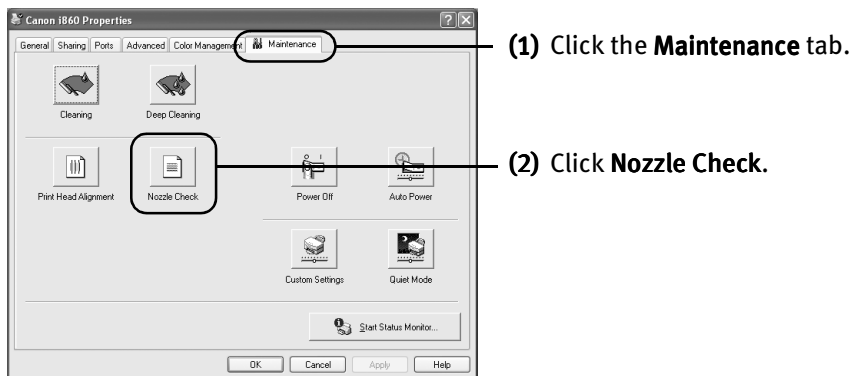 Canon i860 Properties
General Sharing Ports Advanced Color Management Maintenance
(1) Click the Maintenance tab.
Cleaning Deep Cleaning
(2) Click Nozzle Check.
Print Head Alignment Nozzle Check Power Off Auto Power
Custom Settings Quiet Mode
Start Status Monitor...
OK Cancel Apply Help